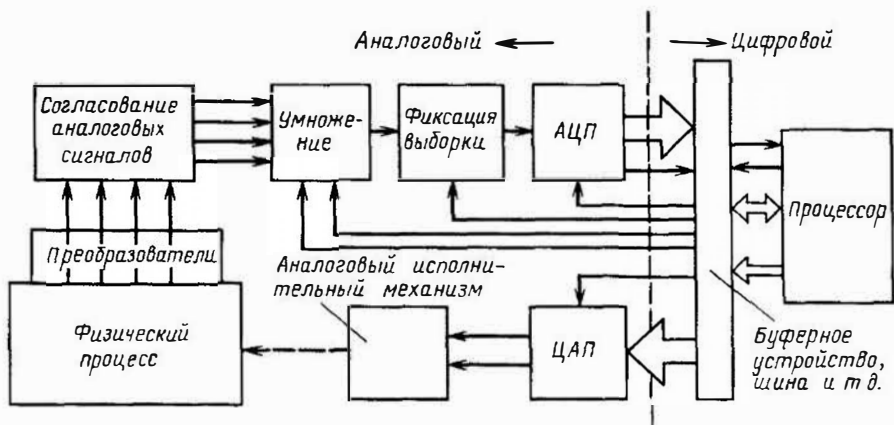 Аналоговый
Цифровой
Согласование
аналоговых
сигналов
Умноже-
ние
Фиксация
выборки
АЦП
Процессор
Преобразователи
Аналоговый исполни-
тельный механизм
Физический
процесс
ЦАП
Буферное
устройство,
шина и т д.